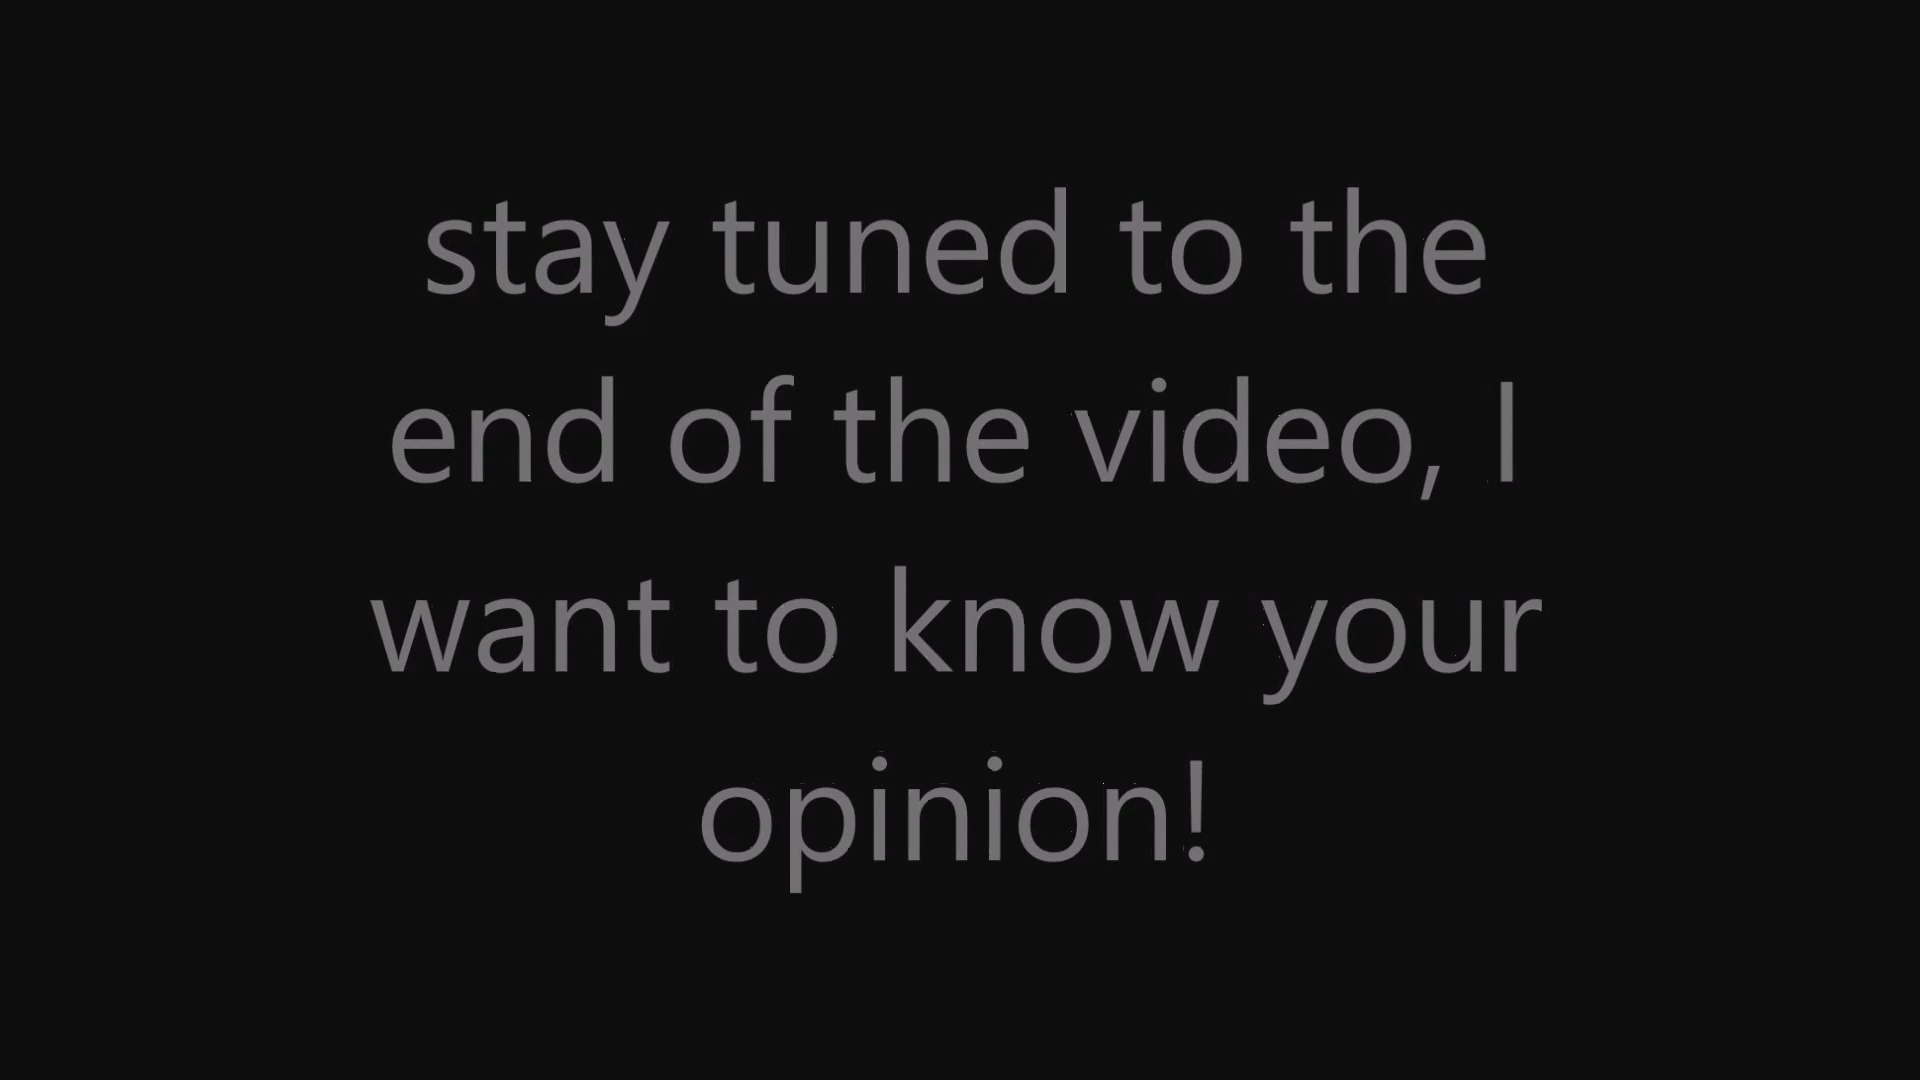 stay tuned to the
end of the video, I
want to know your
opinion!